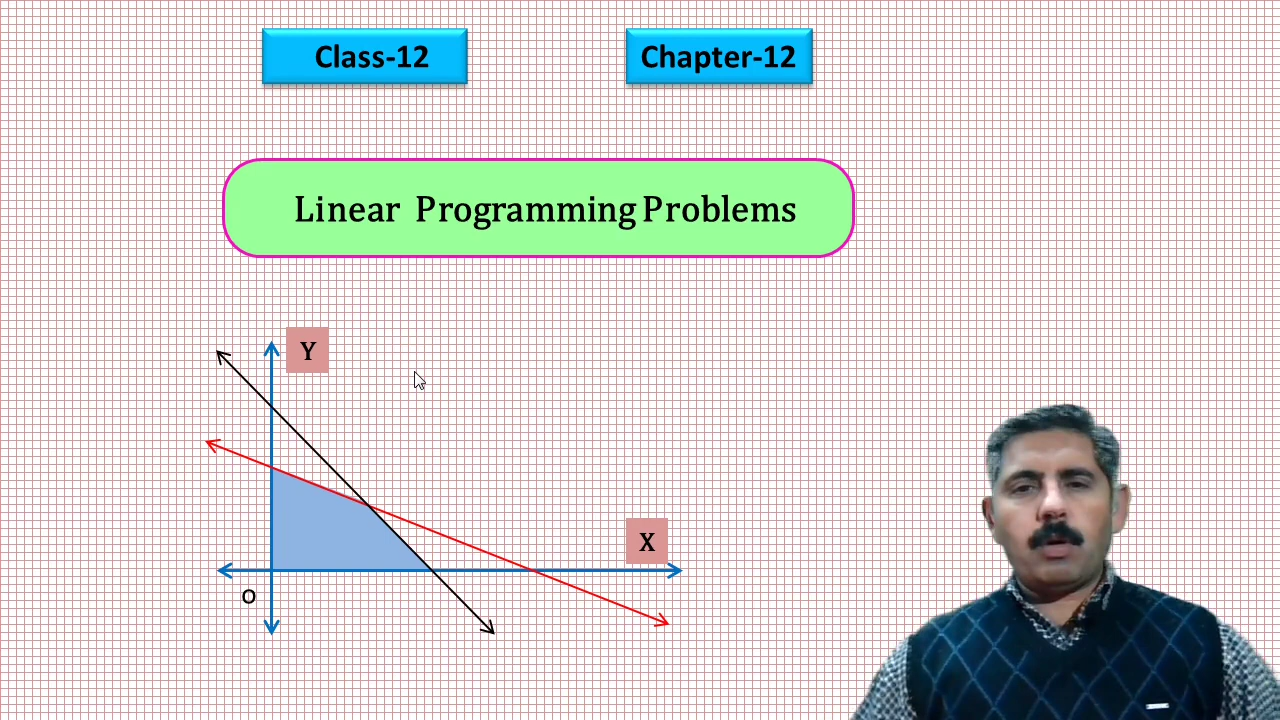 Class-12
Chapter-12
Linear Programming Problems
Y
X
O